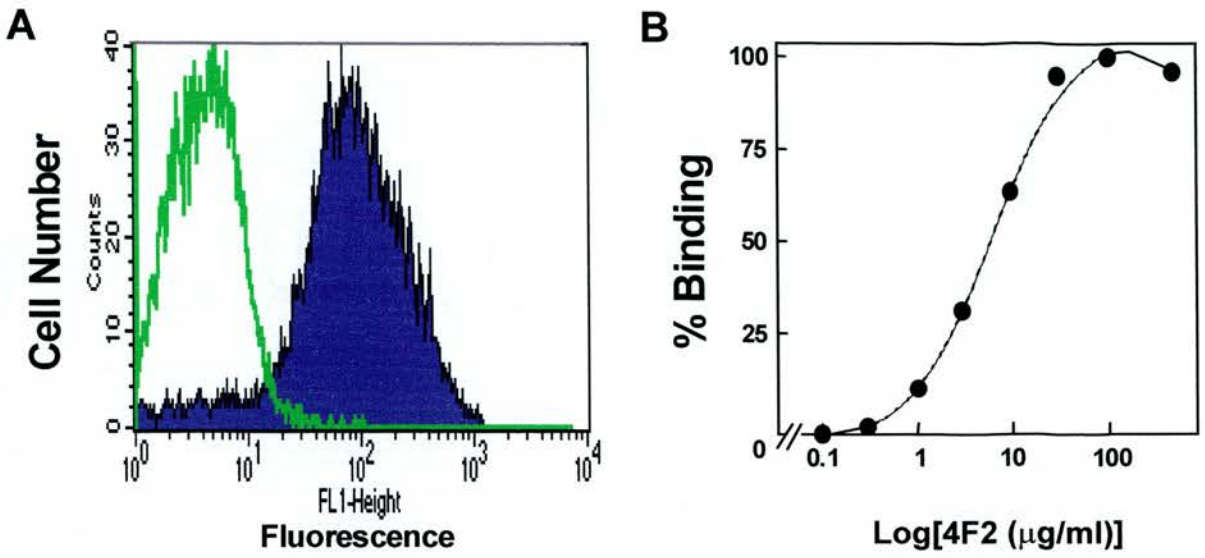 A
Cell Number
Counts
40
30
20
10
0
10^0 10^1 10^2 10^3 10^4
FL1-Height
Fluorescence
B
% Binding
100
75
50
25
0
0.1 1 10 100
Log[4F2 (μg/ml)]